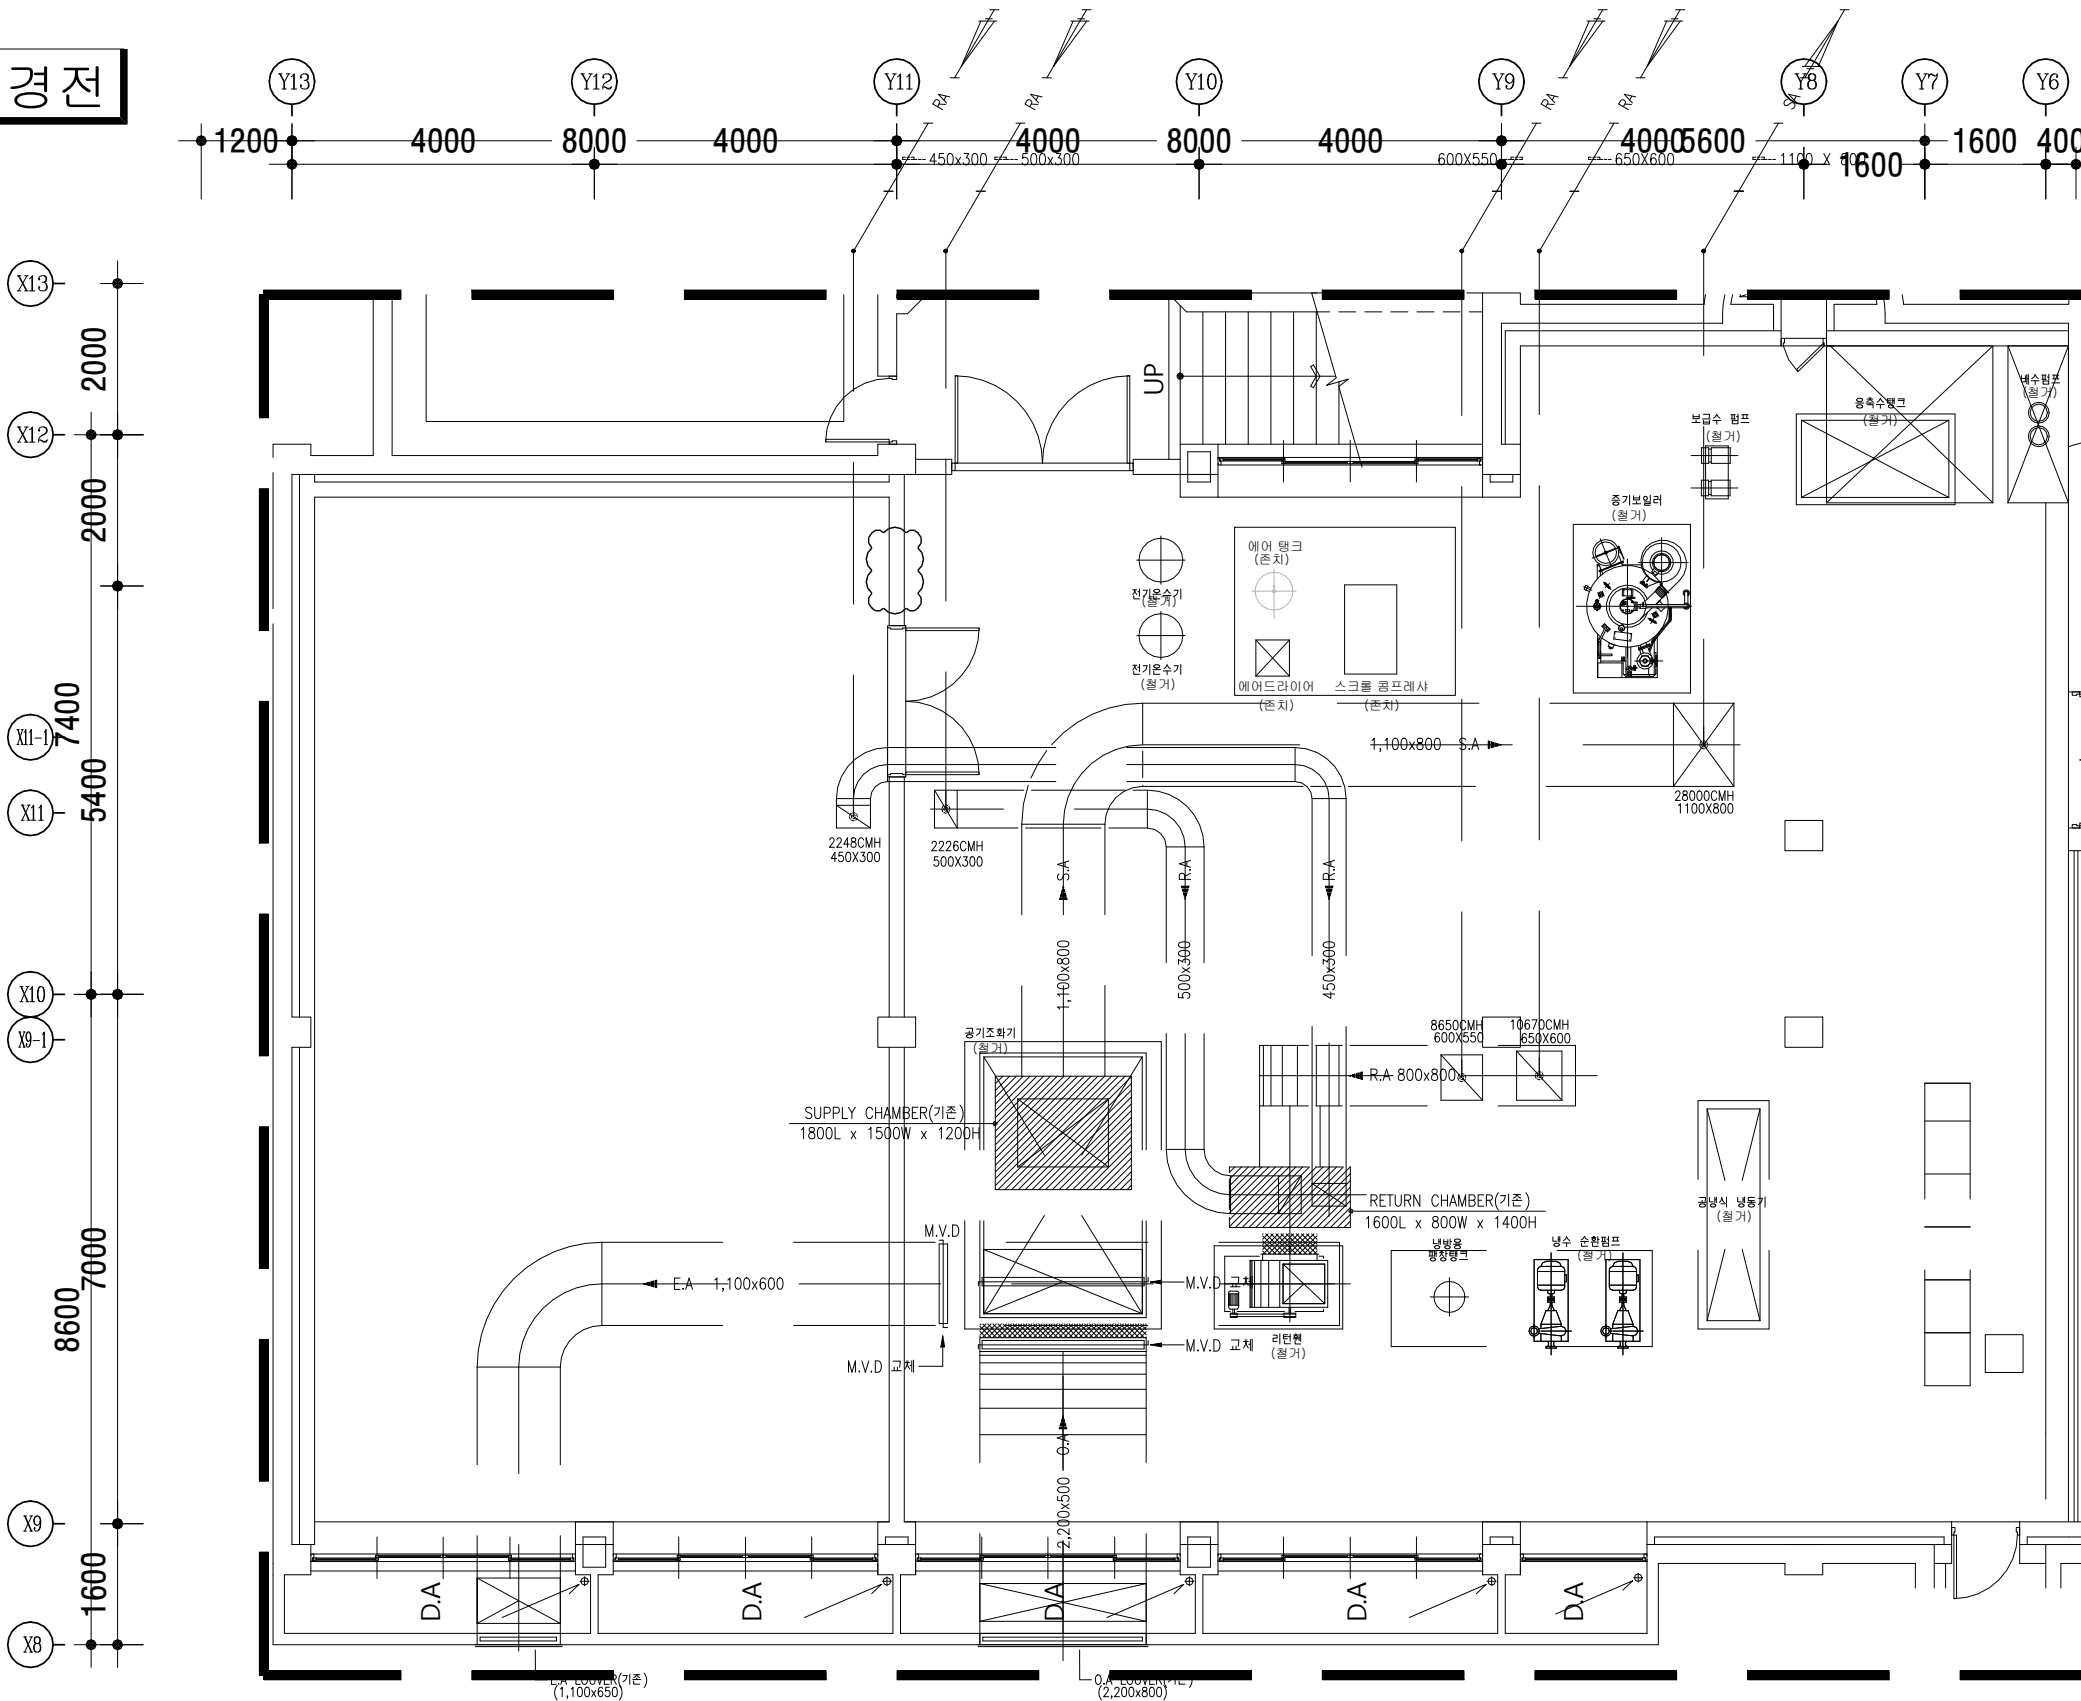 경전
Y13
Y12
Y11
Y10
Y9
Y8
Y7
Y6
RA
RA
RA
RA
SA
1200
4000
8000
4000
4000
8000
4000
4000
5600
1600
1600
450x300
500x300
600X550
650X600
X13
X12
X11-1
X11
X10
X9-1
X9
X8
2000
2000
7400
5400
7000
8600
1600
UP
배수펌프
(철거)
응축수탱크
(철거)
보급수 펌프
(철거)
증기보일러
(철거)
에어 탱크
(존치)
전기온수기
(철거)
전기온수기
(철거)
에어드라이어
(존치)
스크롤 콤프레샤
(존치)
1,100x800 S.A
28000CMH
1100X800
2248CMH
450X300
2226CMH
500X300
S.A
R.A
R.A
1,100x800
500x300
450x300
공기조화기
(철거)
8650CMH
600X550
10670CMH
650X600
R.A 800x800
SUPPLY CHAMBER(기존)
1800L x 1500W x 1200H
RETURN CHAMBER(기존)
1600L x 800W x 1400H
공냉식 냉동기
(철거)
M.V.D
냉방용
팽창탱크
냉수 순환펌프
(철거)
E.A 1,100x600
M.V.D 교체
M.V.D 교체
M.V.D 교체
리턴휀
(철거)
O.A
2,200x500
D.A
D.A
D.A
D.A
D.A
E.A LOUVER(기존)
(1,100x650)
O.A LOUVER(기존)
(2,200x800)